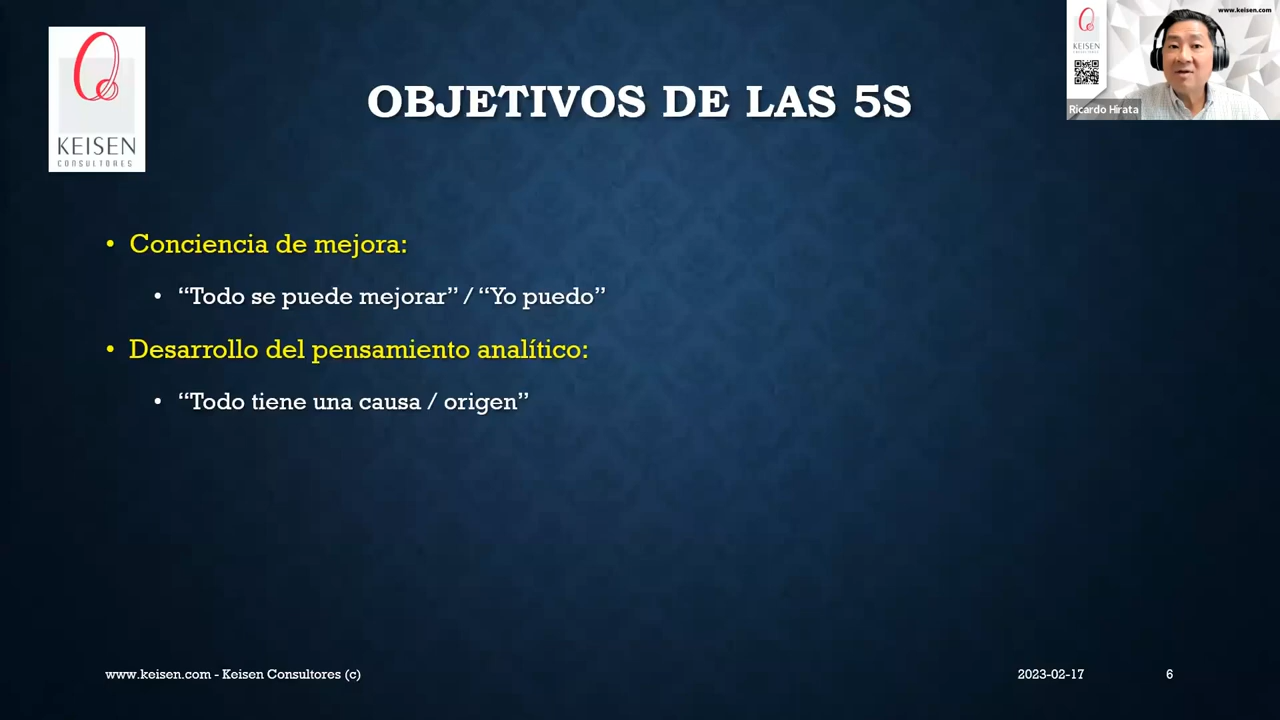 www.keisen.com
KEISEN
CONSULTORES
Ricardo Hirata
OBJETIVOS DE LAS 5S
KEISEN
CONSULTORES
• Conciencia de mejora:
• “Todo se puede mejorar” / “Yo puedo”
• Desarrollo del pensamiento analítico:
• “Todo tiene una causa / origen”
www.keisen.com - Keisen Consultores (c)
2023-02-17
6